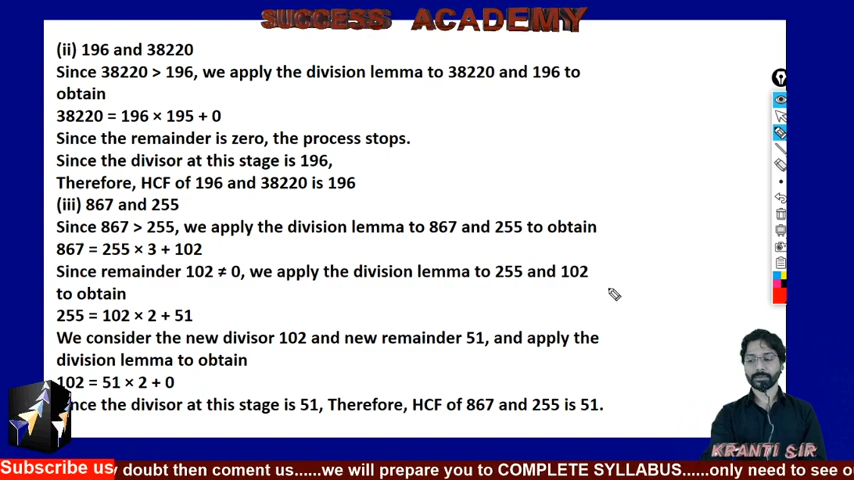 SUCCESS ACADEMY
(ii) 196 and 38220
Since 38220 > 196, we apply the division lemma to 38220 and 196 to
obtain
38220 = 196 × 195 + 0
Since the remainder is zero, the process stops.
Since the divisor at this stage is 196,
Therefore, HCF of 196 and 38220 is 196
(iii) 867 and 255
Since 867 > 255, we apply the division lemma to 867 and 255 to obtain
867 = 255 × 3 + 102
Since remainder 102 ≠ 0, we apply the division lemma to 255 and 102
to obtain
255 = 102 × 2 + 51
We consider the new divisor 102 and new remainder 51, and apply the
division lemma to obtain
102 = 51 × 2 + 0
the divisor at this stage is 51, Therefore, HCF of 867 and 255 is 51.
KRANTI SIR
Subscribe us doubt then coment us......we will prepare you to COMPLETE SYLLABUS.......only need to see